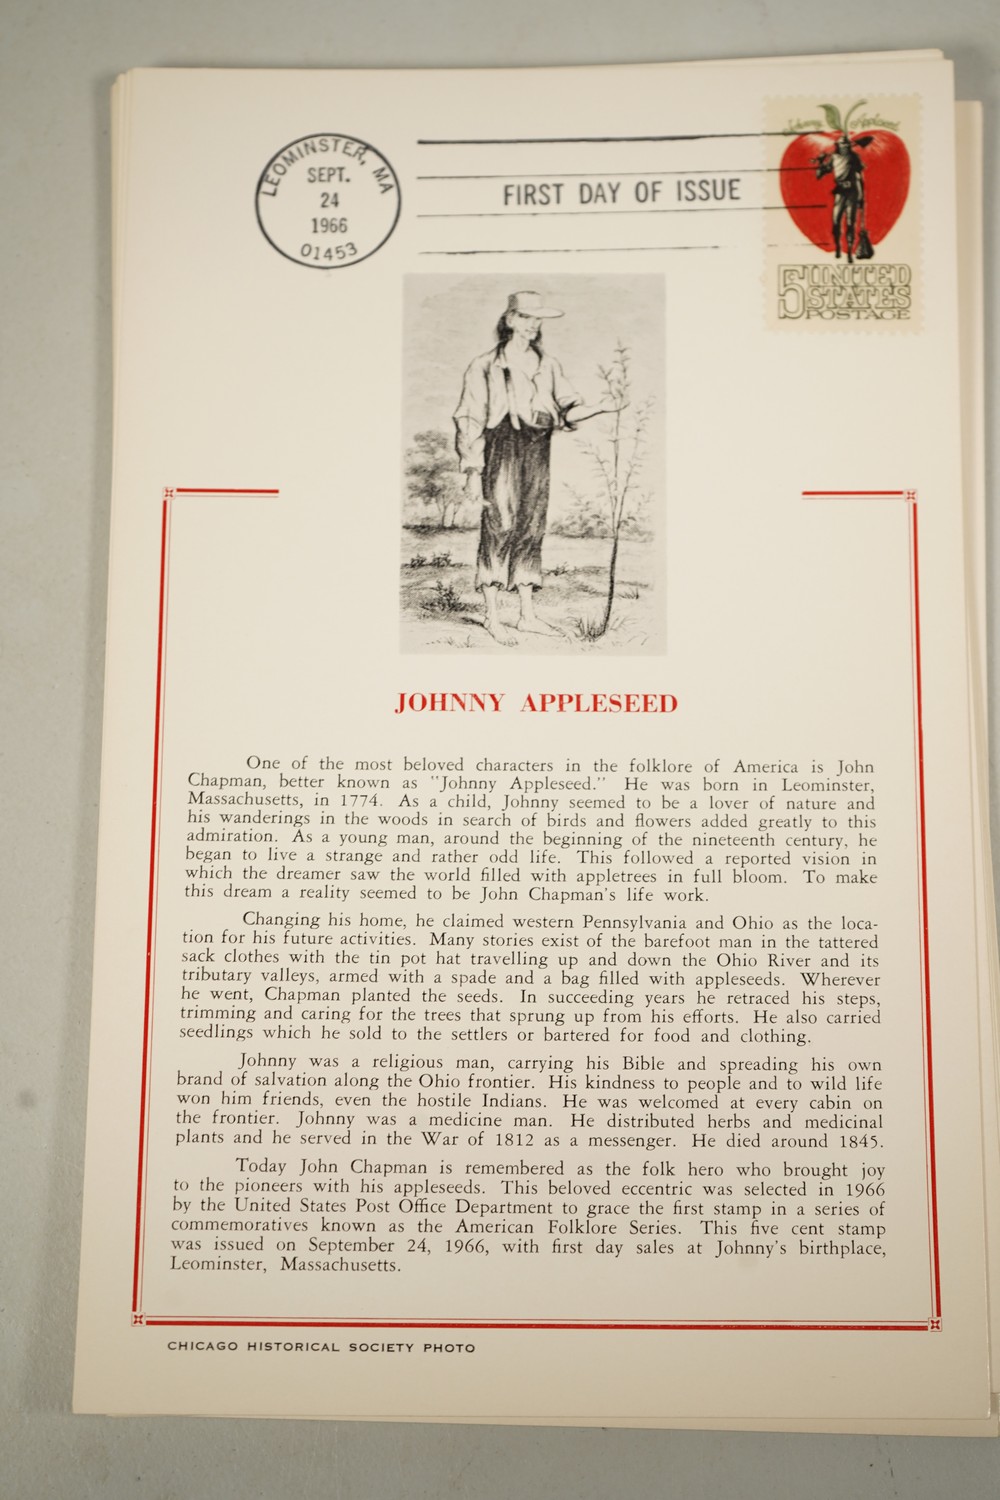 LEOMINSTER, MA
SEPT.
24
1966
01453
FIRST DAY OF ISSUE
Johnny Appleseed
5 UNITED
STATES
POSTAGE
JOHNNY APPLESEED
One of the most beloved characters in the folklore of America is John
Chapman, better known as "Johnny Appleseed." He was born in Leominster,
Massachusetts, in 1774. As a child, Johnny seemed to be a lover of nature and
his wanderings in the woods in search of birds and flowers added greatly to this
admiration. As a young man, around the beginning of the nineteenth century, he
began to live a strange and rather odd life. This followed a reported vision in
which the dreamer saw the world filled with appletrees in full bloom. To make
this dream a reality seemed to be John Chapman's life work.
Changing his home, he claimed western Pennsylvania and Ohio as the loca-
tion for his future activities. Many stories exist of the barefoot man in the tattered
sack clothes with the tin pot hat travelling up and down the Ohio River and its
tributary valleys, armed with a spade and a bag filled with appleseeds. Wherever
he went, Chapman planted the seeds. In succeeding years he retraced his steps,
trimming and caring for the trees that sprung up from his efforts. He also carried
seedlings which he sold to the settlers or bartered for food and clothing.
Johnny was a religious man, carrying his Bible and spreading his own
brand of salvation along the Ohio frontier. His kindness to people and to wild life
won him friends, even the hostile Indians. He was welcomed at every cabin on
the frontier. Johnny was a medicine man. He distributed herbs and medicinal
plants and he served in the War of 1812 as a messenger. He died around 1845.
Today John Chapman is remembered as the folk hero who brought joy
to the pioneers with his appleseeds. This beloved eccentric was selected in 1966
by the United States Post Office Department to grace the first stamp in a series of
commemoratives known as the American Folklore Series. This five cent stamp
was issued on September 24, 1966, with first day sales at Johnny's birthplace,
Leominster, Massachusetts.
CHICAGO HISTORICAL SOCIETY PHOTO